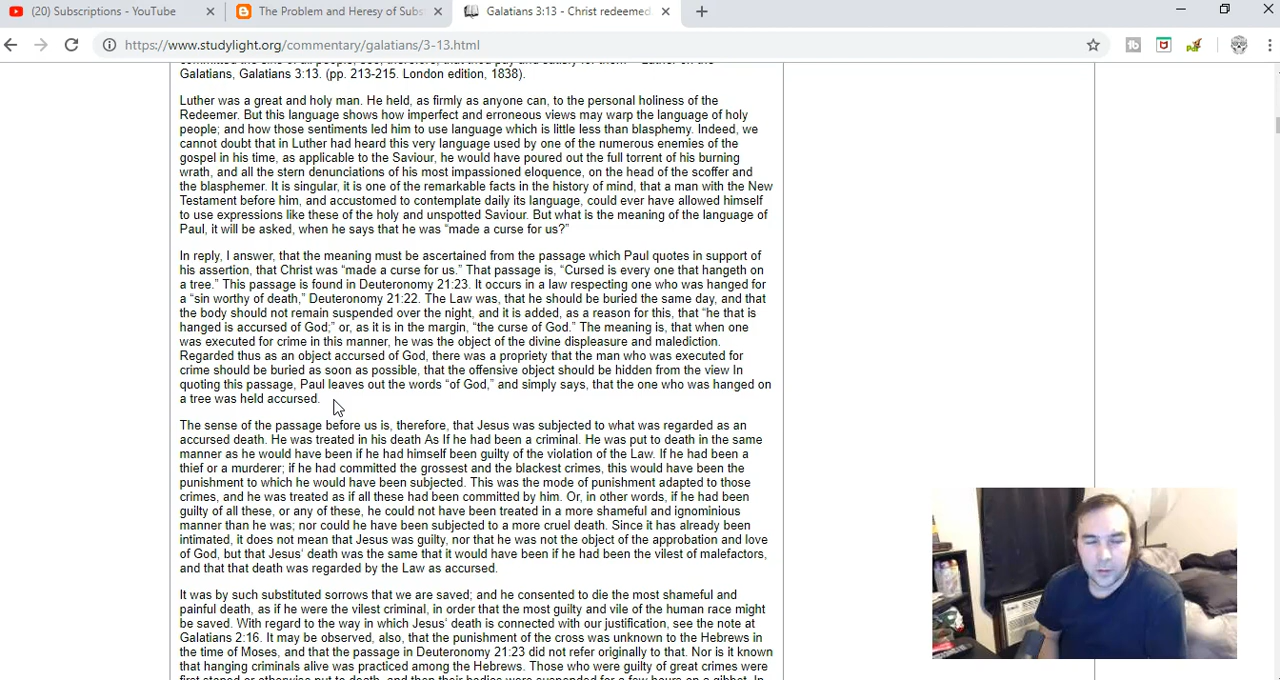 (20) Subscriptions - YouTube
The Problem and Heresy of Sub
Galatians 3:13 - Christ redeemed
https://www.studylight.org/commentary/galatians/3-13.html
Galatians, Galatians 3:13. (pp. 213-215. London edition, 1838).
Luther was a great and holy man. He held, as firmly as anyone can, to the personal holiness of the
Redeemer. But this language shows how imperfect and erroneous views may warp the language of holy
people; and how those sentiments led him to use language which is little less than blasphemy. Indeed, we
cannot doubt that in Luther had heard this very language used by one of the numerous enemies of the
gospel in his time, as applicable to the Saviour, he would have poured out the full torrent of his burning
wrath, and all the stern denunciations of his most impassioned eloquence, on the head of the scoffer and
the blasphemer. It is singular, it is one of the remarkable facts in the history of mind, that a man with the New
Testament before him, and accustomed to contemplate daily its language, could ever have allowed himself
to use expressions like these of the holy and unspotted Saviour. But what is the meaning of the language of
Paul, it will be asked, when he says that he was “made a curse for us?”
In reply, I answer, that the meaning must be ascertained from the passage which Paul quotes in support of
his assertion, that Christ was “made a curse for us.” That passage is, “Cursed is every one that hangeth on
a tree.” This passage is found in Deuteronomy 21:23. It occurs in a law respecting one who was hanged for
a “sin worthy of death,” Deuteronomy 21:22. The Law was, that he should be buried the same day, and that
the body should not remain suspended over the night, and it is added, as a reason for this, that “he that is
hanged is accursed of God;” or, as it is in the margin, “the curse of God.” The meaning is, that when one
was executed for crime in this manner, he was the object of the divine displeasure and malediction.
Regarded thus as an object accursed of God, there was a propriety that the man who was executed for
crime should be buried as soon as possible, that the offensive object should be hidden from the view In
quoting this passage, Paul leaves out the words “of God,” and simply says, that the one who was hanged on
a tree was held accursed.
The sense of the passage before us is, therefore, that Jesus was subjected to what was regarded as an
accursed death. He was treated in his death As If he had been a criminal. He was put to death in the same
manner as he would have been if he had himself been guilty of the violation of the Law. If he had been a
thief or a murderer; if he had committed the grossest and the blackest crimes, this would have been the
punishment to which he would have been subjected. This was the mode of punishment adapted to those
crimes, and he was treated as if all these had been committed by him. Or, in other words, if he had been
guilty of all these, or any of these, he could not have been treated in a more shameful and ignominious
manner than he was; nor could he have been subjected to a more cruel death. Since it has already been
intimated, it does not mean that Jesus was guilty, nor that he was not the object of the approbation and love
of God, but that Jesus‘ death was the same that it would have been if he had been the vilest of malefactors,
and that that death was regarded by the Law as accursed.
It was by such substituted sorrows that we are saved; and he consented to die the most shameful and
painful death, as if he were the vilest criminal, in order that the most guilty and vile of the human race might
be saved. With regard to the way in which Jesus‘ death is connected with our justification, see the note at
Galatians 2:16. It may be observed, also, that the punishment of the cross was unknown to the Hebrews in
the time of Moses, and that the passage in Deuteronomy 21:23 did not refer originally to that. Nor is it known
that hanging criminals alive was practiced among the Hebrews. Those who were guilty of great crimes were